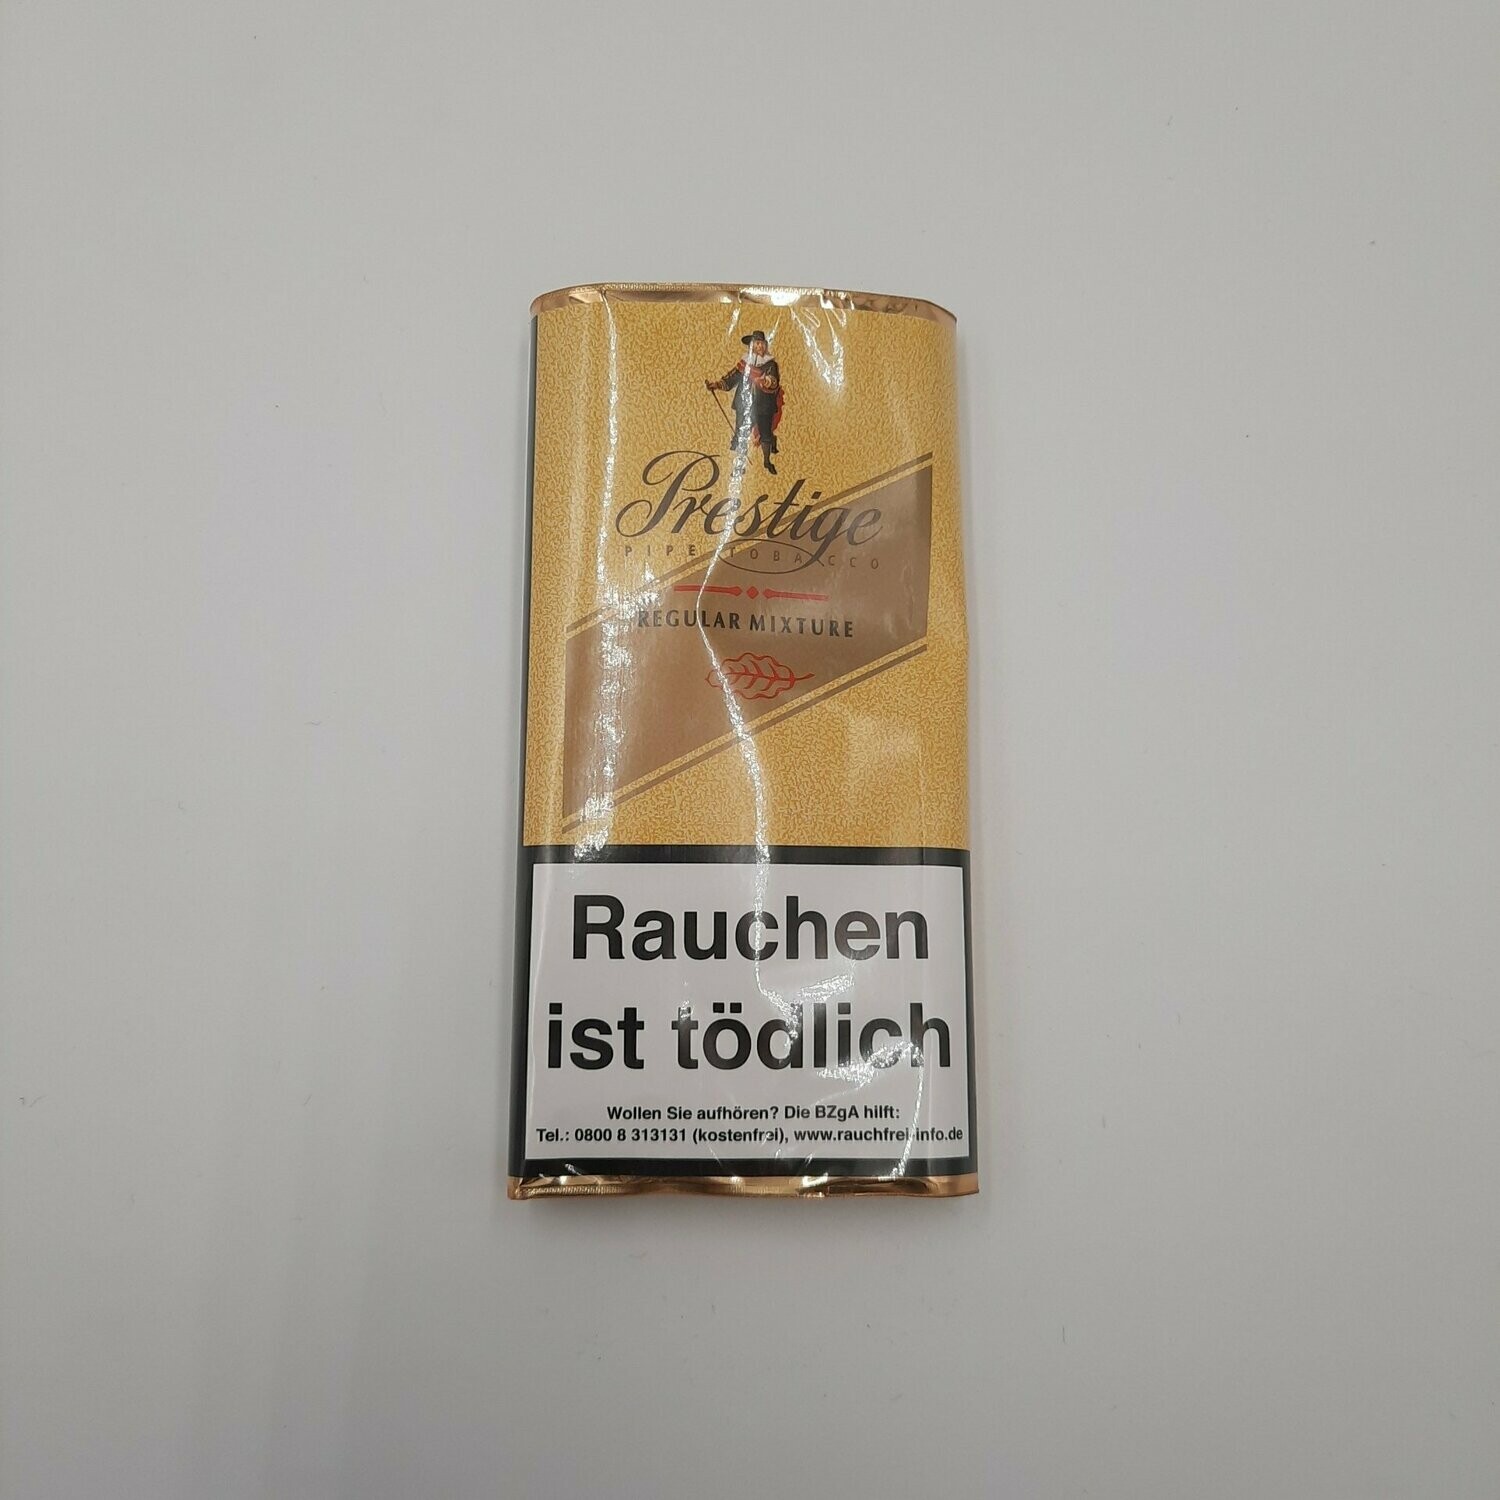 Prestige
PIPE TOBACCO
REGULAR MIXTURE
Rauchen
ist tödlich
Wollen Sie aufhören? Die BZgA hilft:
Tel.: 0800 8 313131 (kostenfrei), www.rauchfrei-info.de